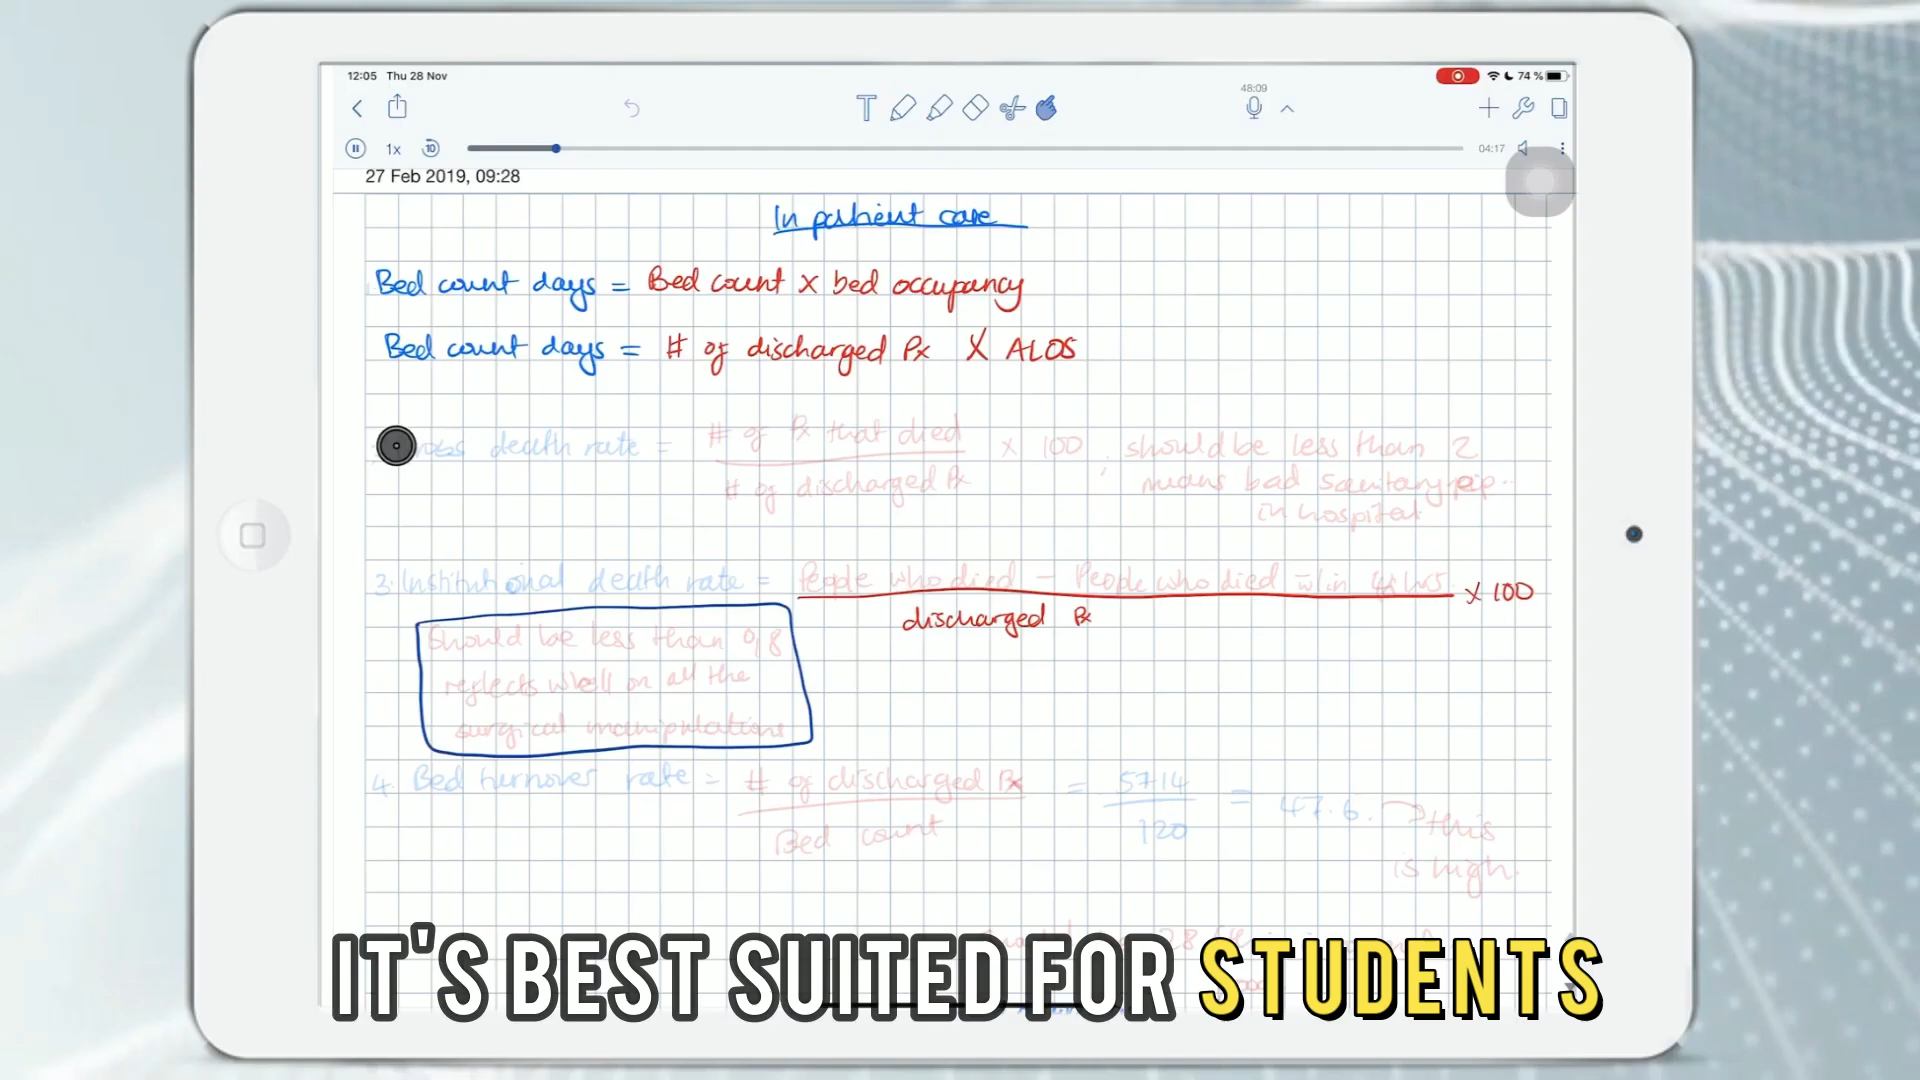 12:05 Thu 28 Nov
74 %
48:09
T
1x
10
04:17
27 Feb 2019, 09:28
In patient care
Bed count days = Bed count x bed occupancy
Bed count days = # of discharged Px X ALOS
death rate = # of Px that died
# of discharged Px
x 100, should be less than 2
means bad sanitary
in hospital
3. Institutional death rate = People who died - People who died w/in 48 hrs
discharged Px
x 100
Should be less than 0,8
reflects well on all the
surgical manipulations
4. Bed turnover rate = # of discharged Px
Bed count
= 5714
120
= 47.6. this
is high.
IT'S BEST SUITED FOR STUDENTS